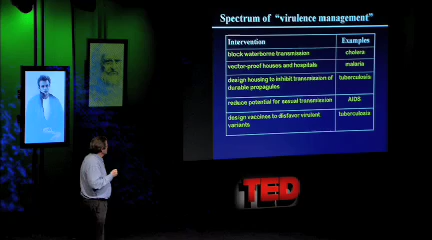 Spectrum of “virulence management”
Intervention Examples
block waterborne transmission cholera
vector-proof houses and hospitals malaria
design housing to inhibit transmission of tuberculosis
durable propagules
reduce potential for sexual transmission AIDS
design vaccines to disfavor virulent tuberculosis
variants
TED